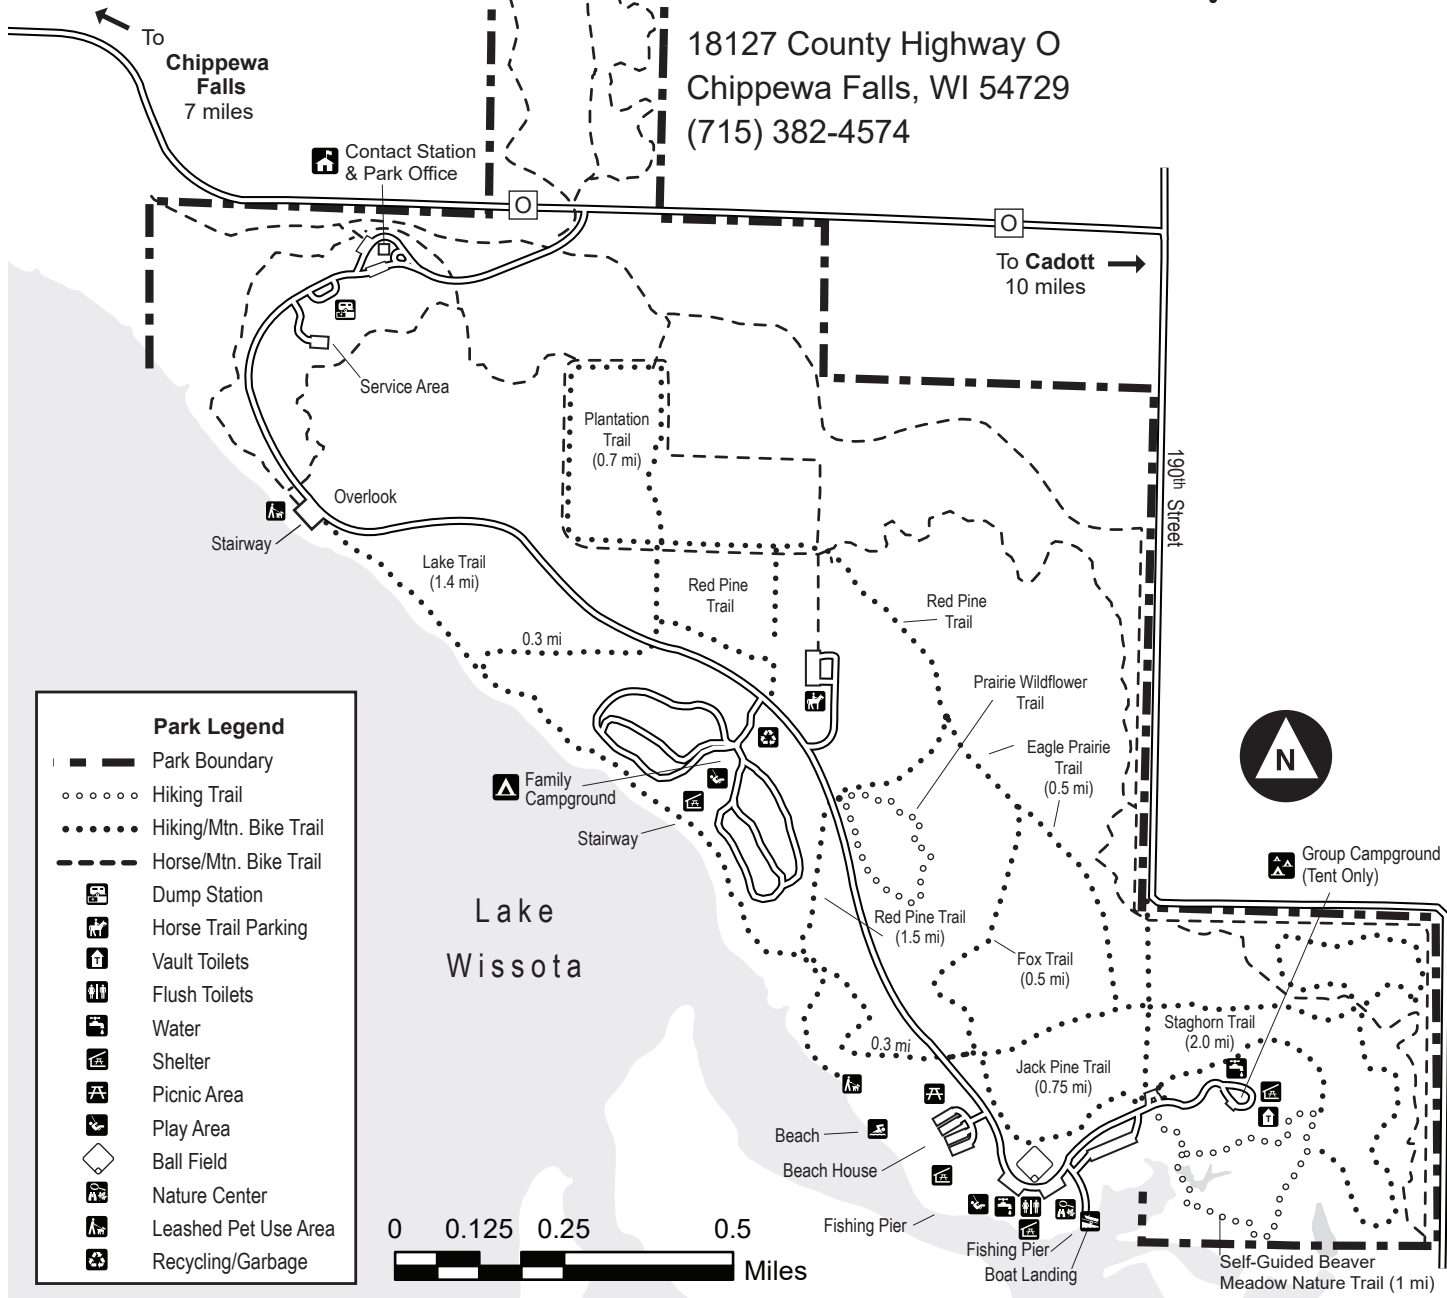 To
Chippewa
Falls
7 miles
18127 County Highway O
Chippewa Falls, WI 54729
(715) 382-4574
Contact Station
& Park Office
O
O
To Cadott
10 miles
Service Area
Plantation
Trail
(0.7 mi)
190th Street
Overlook
Stairway
Lake Trail
(1.4 mi)
Red Pine
Trail
Red Pine
Trail
0.3 mi
Prairie Wildflower
Trail
Eagle Prairie
Trail
(0.5 mi)
N
Family
Campground
Stairway
Group Campground
(Tent Only)
Lake
Wissota
Red Pine Trail
(1.5 mi)
Fox Trail
(0.5 mi)
Staghorn Trail
(2.0 mi)
0.3 mi
Jack Pine Trail
(0.75 mi)
T
Beach
Beach House
Fishing Pier
Fishing Pier
Boat Landing
Self-Guided Beaver
Meadow Nature Trail (1 mi)
Park Legend
Park Boundary
Hiking Trail
Hiking/Mtn. Bike Trail
Horse/Mtn. Bike Trail
Dump Station
Horse Trail Parking
T Vault Toilets
Flush Toilets
Water
Shelter
Picnic Area
Play Area
Ball Field
Nature Center
Leashed Pet Use Area
Recycling/Garbage
0 0.125 0.25 0.5
Miles